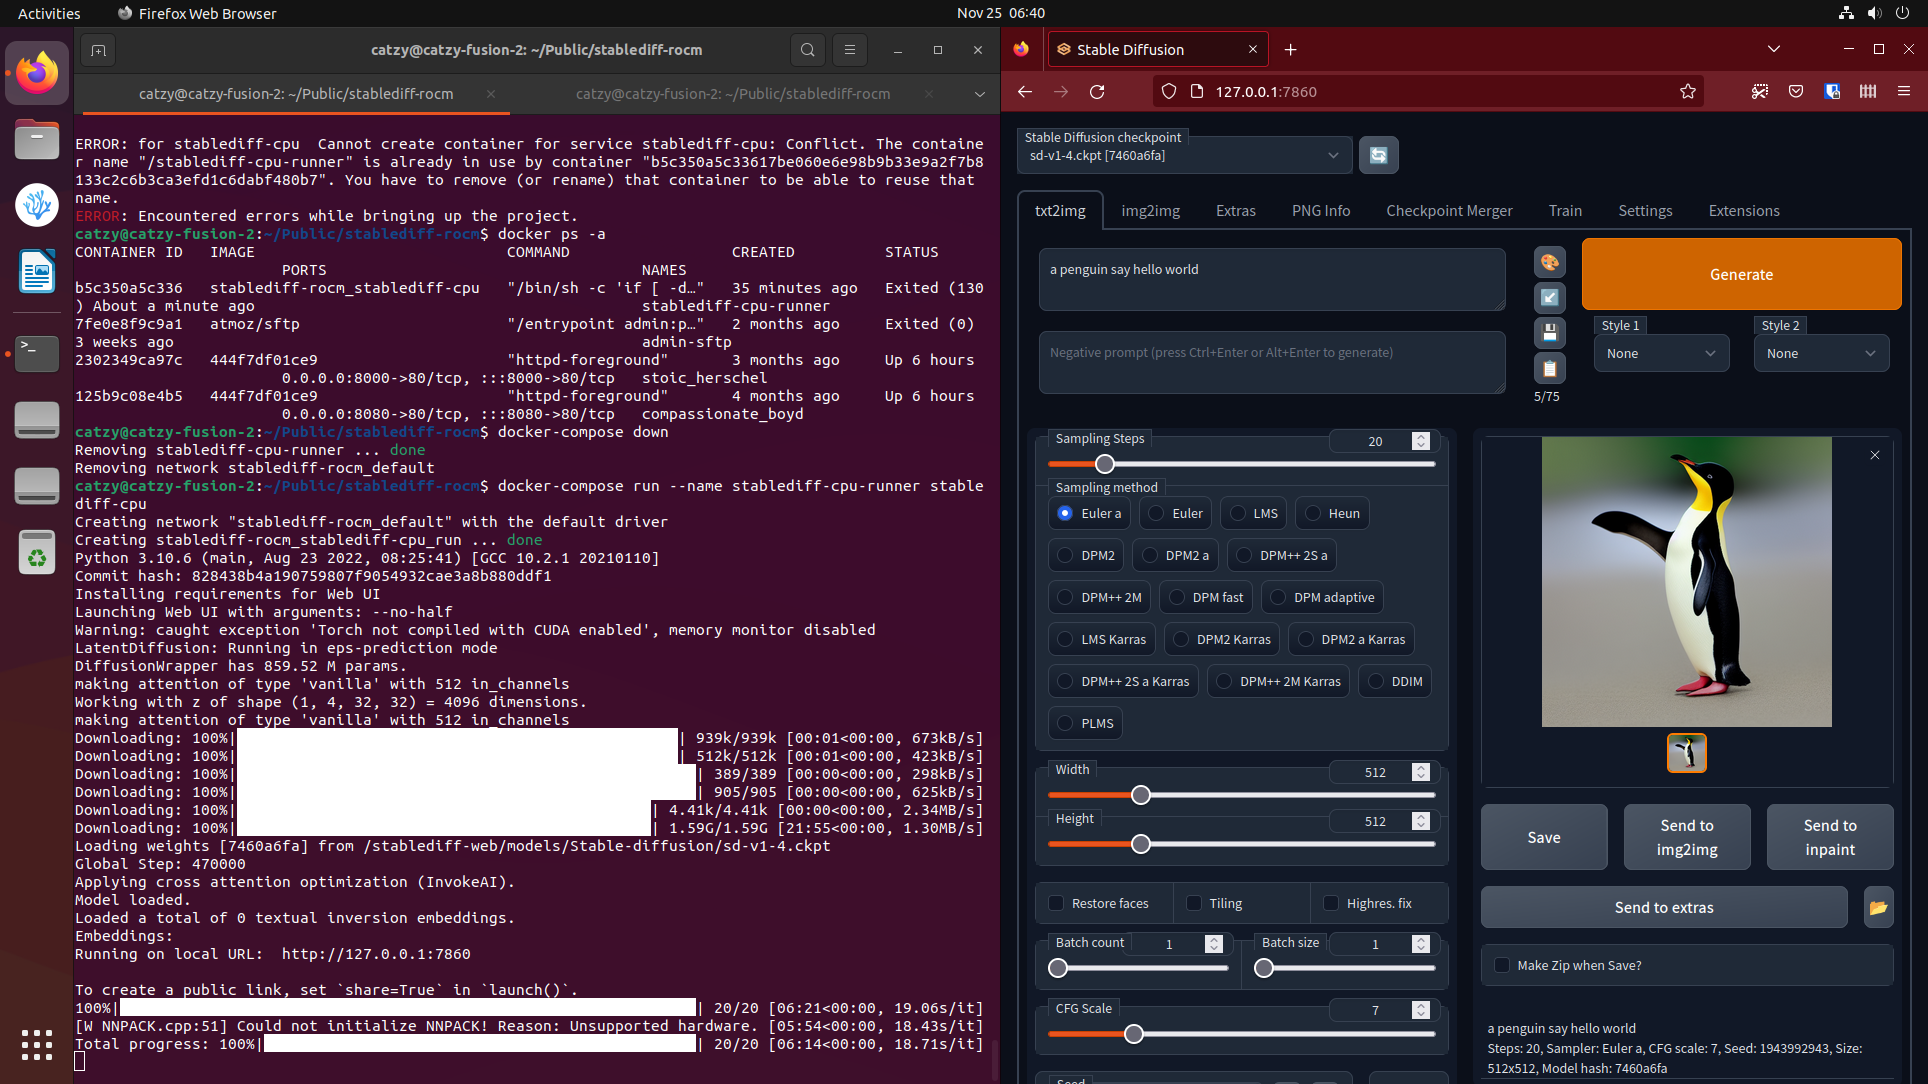 Activities
Firefox Web Browser
Nov 25  06:40
catzy@catzy-fusion-2: ~/Public/stablediff-rocm
catzy@catzy-fusion-2: ~/Public/stablediff-rocm
catzy@catzy-fusion-2: ~/Public/stablediff-rocm
ERROR: for stablediff-cpu  Cannot create container for service stablediff-cpu: Conflict. The containe
r name "/stablediff-cpu-runner" is already in use by container "b5c350a5c33617be060e6e98b9b33e9a2f7b8
133c2c6b3ca3efd1c6dabf480b7". You have to remove (or rename) that container to be able to reuse that
name.
ERROR: Encountered errors while bringing up the project.
catzy@catzy-fusion-2:~/Public/stablediff-rocm$ docker ps -a
CONTAINER ID   IMAGE                            COMMAND                  CREATED          STATUS
PORTS                                   NAMES
b5c350a5c336   stablediff-rocm_stablediff-cpu   "/bin/sh -c 'if [ -d…"   35 minutes ago   Exited (130
) About a minute ago                                           stablediff-cpu-runner
7fe0e8f9c9a1   atmoz/sftp                       "/entrypoint admin:p…"   2 months ago     Exited (0)
3 weeks ago                                                    admin-sftp
2302349ca97c   444f7df01ce9                     "httpd-foreground"       3 months ago     Up 6 hours
0.0.0.0:8000->80/tcp, :::8000->80/tcp   stoic_herschel
125b9c08e4b5   444f7df01ce9                     "httpd-foreground"       4 months ago     Up 6 hours
0.0.0.0:8080->80/tcp, :::8080->80/tcp   compassionate_boyd
catzy@catzy-fusion-2:~/Public/stablediff-rocm$ docker-compose down
Removing stablediff-cpu-runner ... done
Removing network stablediff-rocm_default
catzy@catzy-fusion-2:~/Public/stablediff-rocm$ docker-compose run --name stablediff-cpu-runner stable
diff-cpu
Creating network "stablediff-rocm_default" with the default driver
Creating stablediff-rocm_stablediff-cpu_run ... done
Python 3.10.6 (main, Aug 23 2022, 08:25:41) [GCC 10.2.1 20210110]
Commit hash: 828438b4a190759807f9054932cae3a8b880ddf1
Installing requirements for Web UI
Launching Web UI with arguments: --no-half
Warning: caught exception 'Torch not compiled with CUDA enabled', memory monitor disabled
LatentDiffusion: Running in eps-prediction mode
DiffusionWrapper has 859.52 M params.
making attention of type 'vanilla' with 512 in_channels
Working with z of shape (1, 4, 32, 32) = 4096 dimensions.
making attention of type 'vanilla' with 512 in_channels
Downloading: 100%| | 939k/939k [00:01<00:00, 673kB/s]
Downloading: 100%| | 512k/512k [00:01<00:00, 423kB/s]
Downloading: 100%| | 389/389 [00:00<00:00, 298kB/s]
Downloading: 100%| | 905/905 [00:00<00:00, 625kB/s]
Downloading: 100%| | 4.41k/4.41k [00:00<00:00, 2.34MB/s]
Downloading: 100%| | 1.59G/1.59G [21:55<00:00, 1.30MB/s]
Loading weights [7460a6fa] from /stablediff-web/models/Stable-diffusion/sd-v1-4.ckpt
Global Step: 470000
Applying cross attention optimization (InvokeAI).
Model loaded.
Loaded a total of 0 textual inversion embeddings.
Embeddings:
Running on local URL:  http://127.0.0.1:7860
To create a public link, set `share=True` in `launch()`.
100%| | 20/20 [06:21<00:00, 19.06s/it]
[W NNPACK.cpp:51] Could not initialize NNPACK! Reason: Unsupported hardware. [05:54<00:00, 18.43s/it]
Total progress: 100%| | 20/20 [06:14<00:00, 18.71s/it]
Stable Diffusion
127.0.0.1:7860
Stable Diffusion checkpoint
sd-v1-4.ckpt [7460a6fa]
txt2img
img2img
Extras
PNG Info
Checkpoint Merger
Train
Settings
Extensions
a penguin say hello world
Negative prompt (press Ctrl+Enter or Alt+Enter to generate)
5/75
Generate
Style 1
None
Style 2
None
Sampling Steps
20
Sampling method
Euler a
Euler
LMS
Heun
DPM2
DPM2 a
DPM++ 2S a
DPM++ 2M
DPM fast
DPM adaptive
LMS Karras
DPM2 Karras
DPM2 a Karras
DPM++ 2S a Karras
DPM++ 2M Karras
DDIM
PLMS
Width
512
Height
512
Restore faces
Tiling
Highres. fix
Batch count
1
Batch size
1
CFG Scale
7
Seed
Save
Send to
img2img
Send to
inpaint
Send to extras
Make Zip when Save?
a penguin say hello world
Steps: 20, Sampler: Euler a, CFG scale: 7, Seed: 1943992943, Size:
512x512, Model hash: 7460a6fa